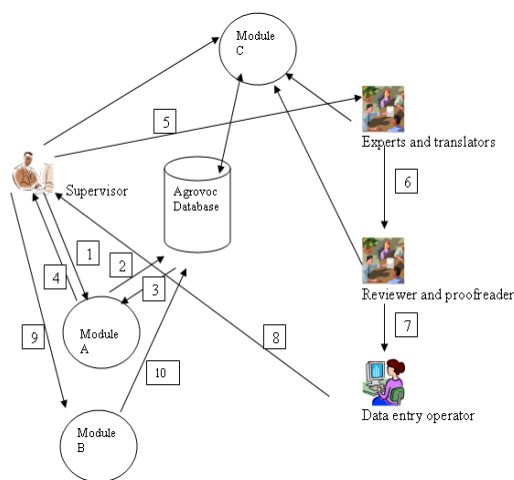 Module
C
5
Experts and translators
Supervisor
Agrovoc
Database
6
1
2
4
3
Reviewer and proofreader
Module
A
9
8
7
10
Data entry operator
Module
B